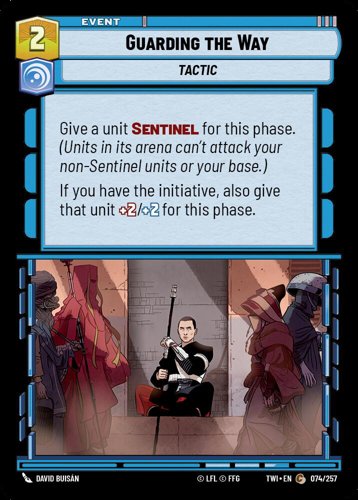 EVENT
2
GUARDING THE WAY
TACTIC
Give a unit SENTINEL for this phase.
(Units in its arena can't attack your
non-Sentinel units or your base.)
If you have the initiative, also give
that unit +2/+2 for this phase.
DAVID BUISÁN
© LFL © FFG
TWI • EN C 074/257